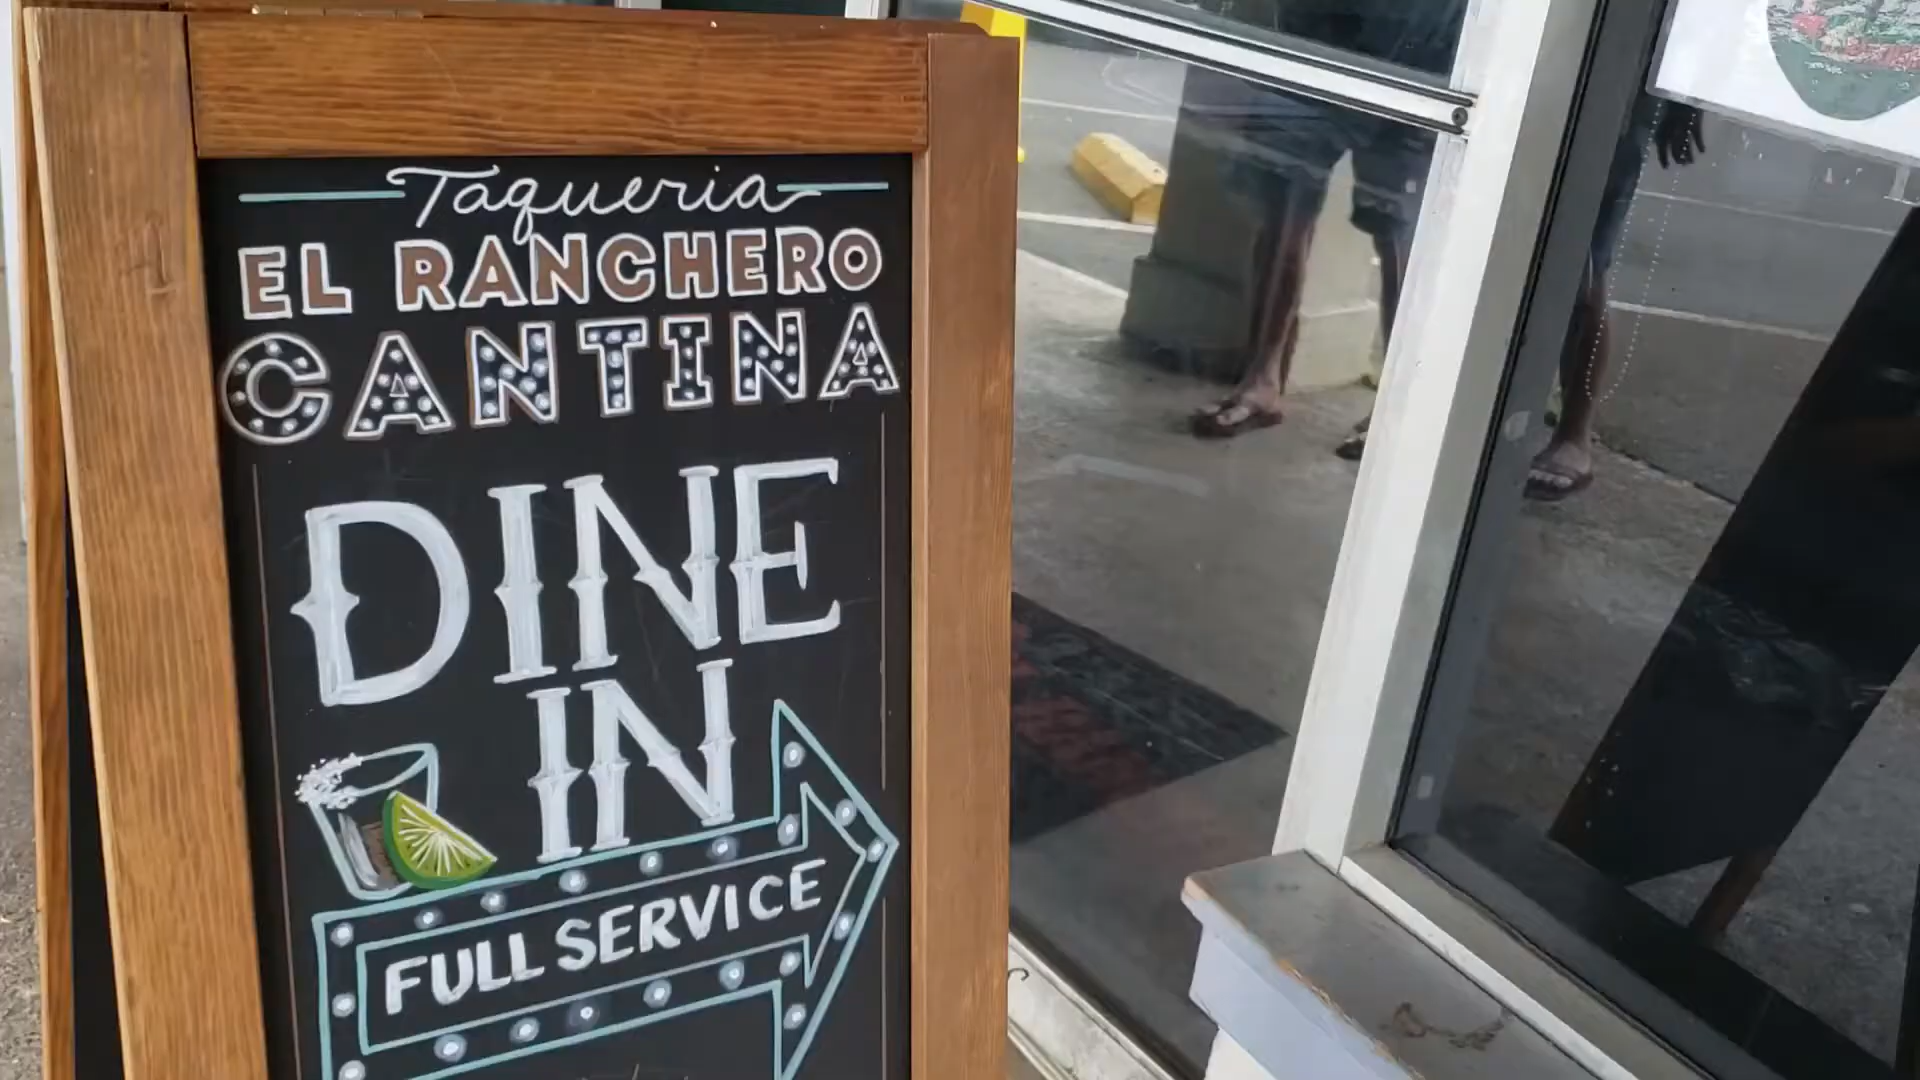 Taqueria
EL RANCHERO
CANTINA
DINE
IN
FULL SERVICE